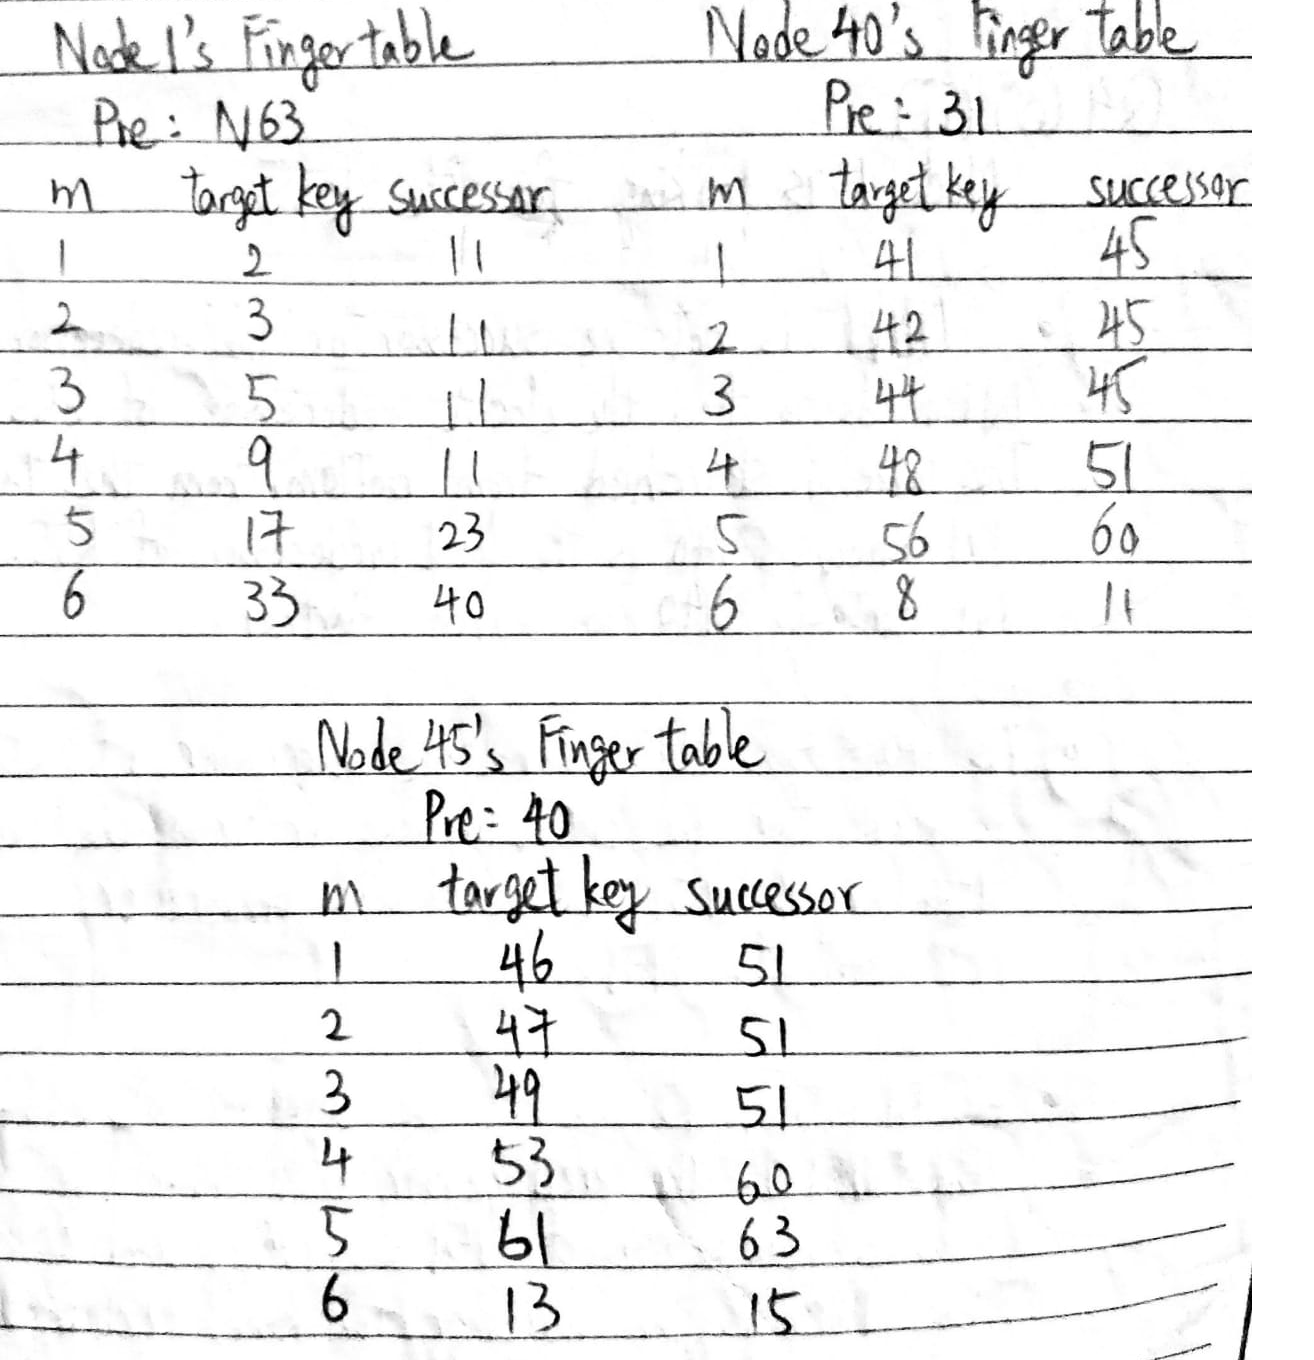 Node 1's Finger table
Pre: N63
m target key successor
1 2 11
2 3 11
3 5 11
4 9 11
5 17 23
6 33 40
Node 40's Finger table
Pre: 31
m target key successor
1 41 45
2 42 45
3 44 45
4 48 51
5 56 60
6 8 11
Node 45's Finger table
Pre: 40
m target key successor
1 46 51
2 47 51
3 49 51
4 53 60
5 61 63
6 13 15